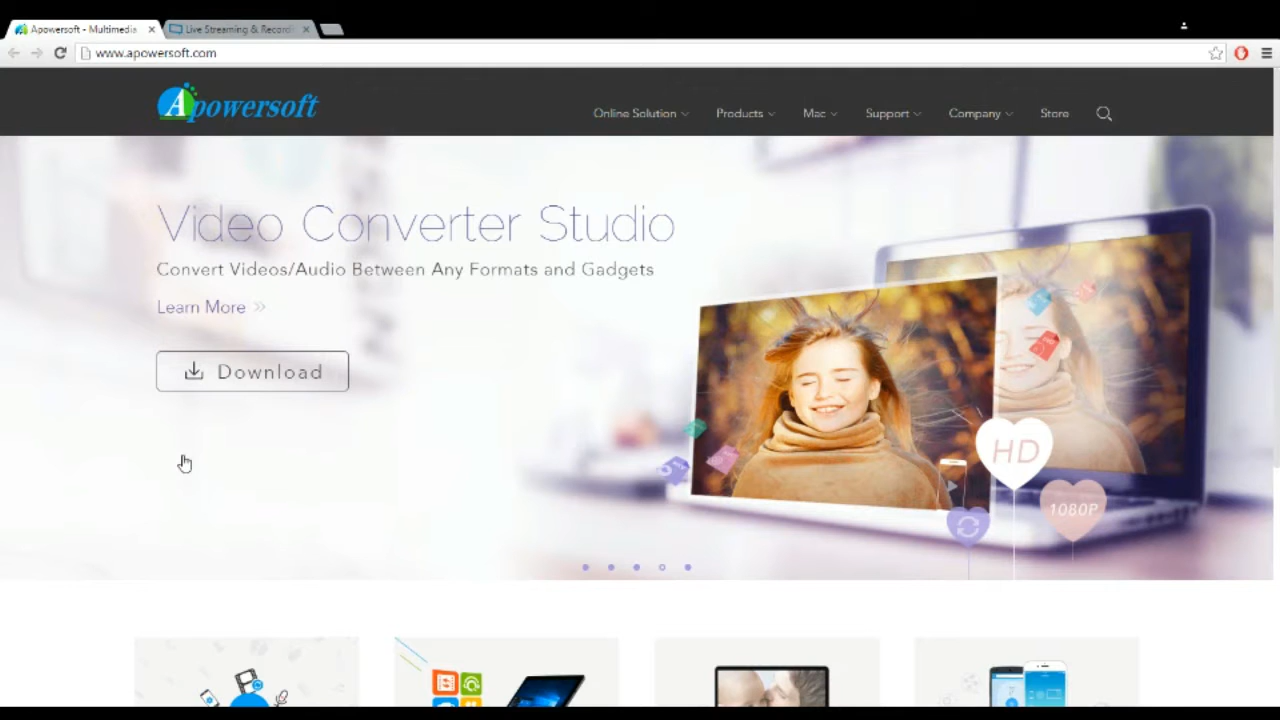 Apowersoft - Multimedia
Live Streaming & Record
www.apowersoft.com
Apowersoft
Online Solution
Products
Mac
Support
Company
Store
Video Converter Studio
Convert Videos/Audio Between Any Formats and Gadgets
Learn More
Download
HD
1080P